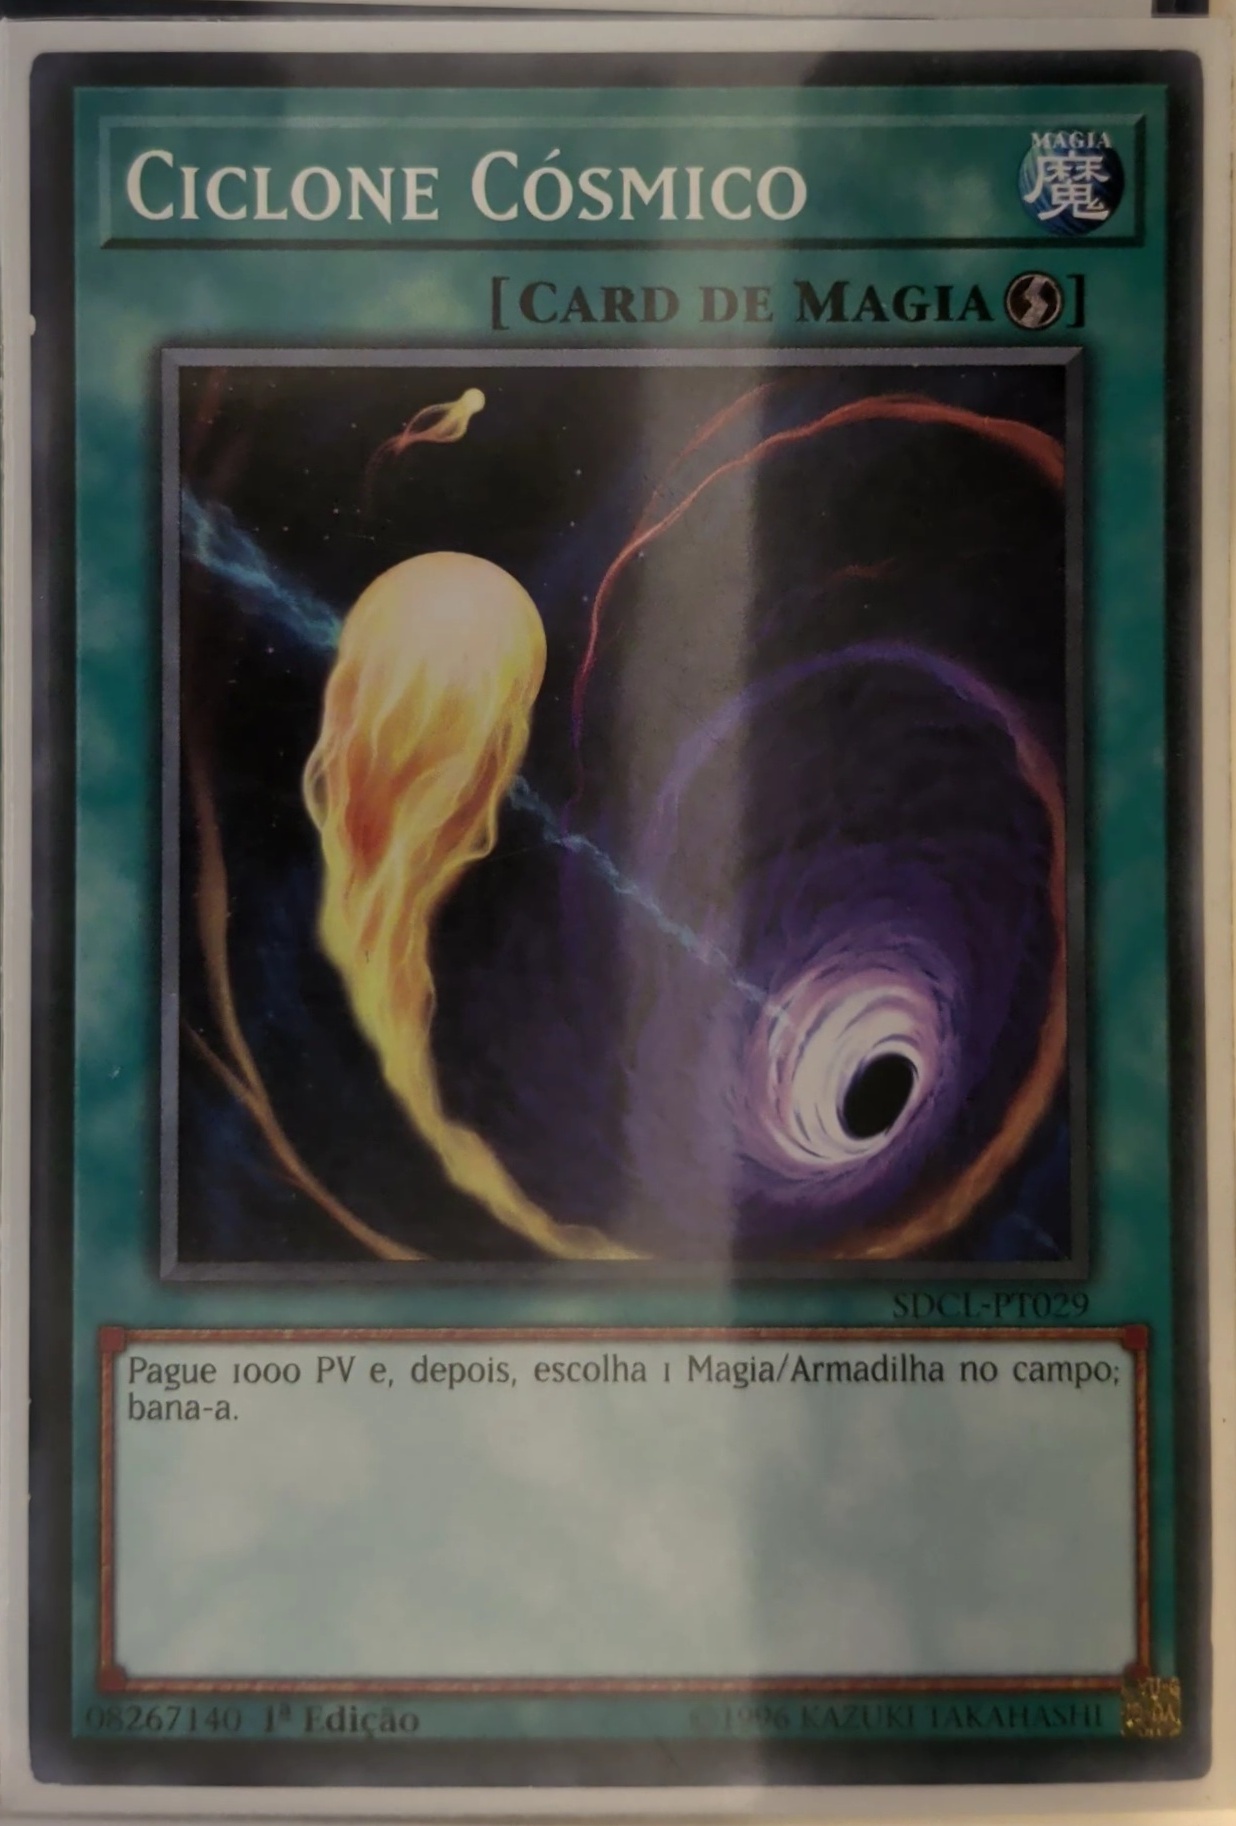 CICLONE CÓSMICO
MAGIA
魔
[CARD DE MAGIA]
SDCL-PT029
Pague 1000 PV e, depois, escolha 1 Magia/Armadilha no campo;
bana-a.
08267140 1ª Edição
©1996 KAZUKI TAKAHASHI